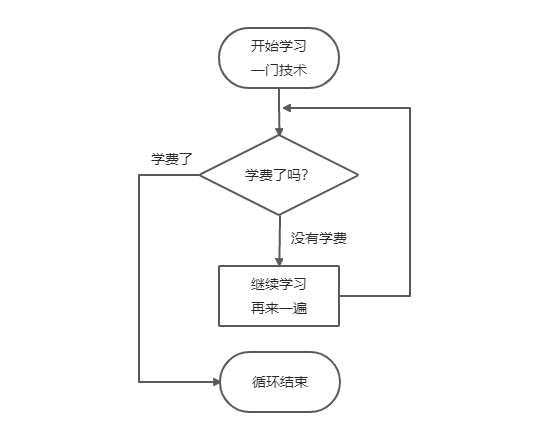 开始学习
一门技术
学费了
学费了吗?
没有学费
继续学习
再来一遍
循环结束